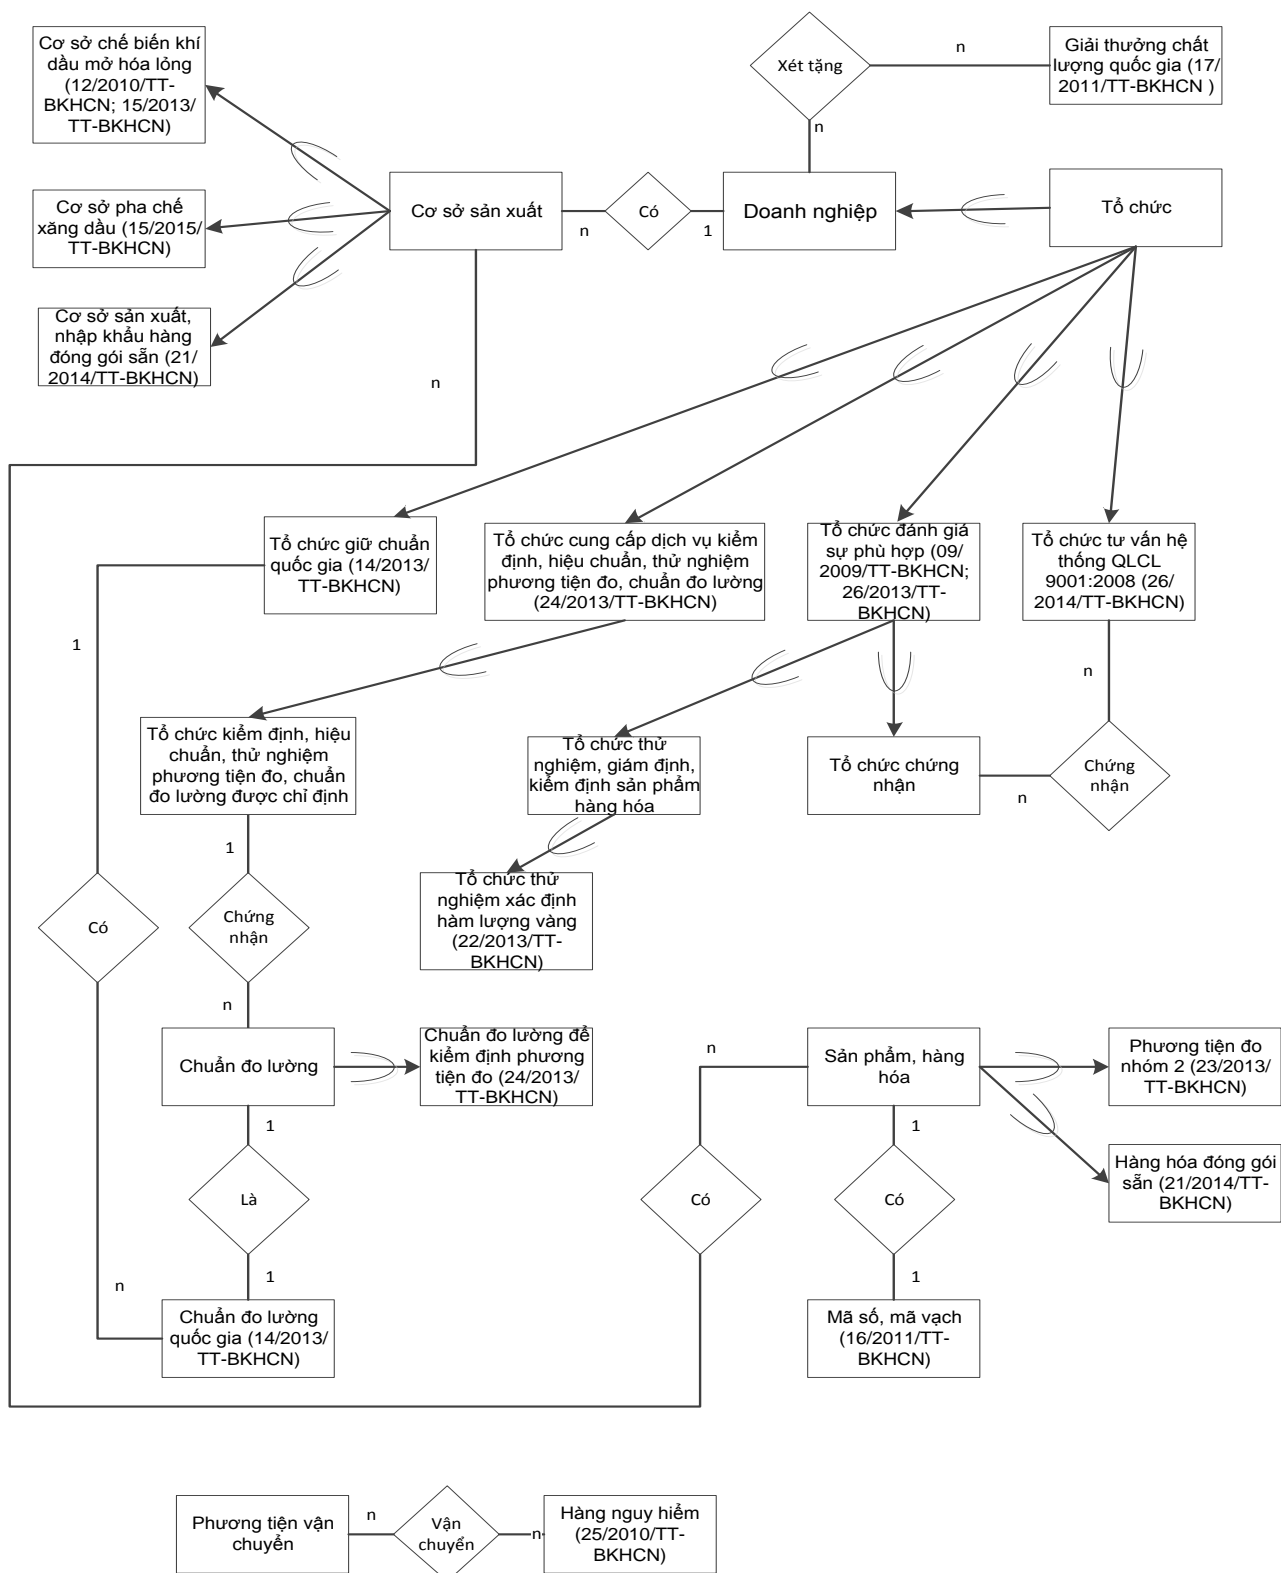 Cơ sở chế biến khí
dầu mở hóa lỏng
(12/2010/TT-
BKHCN; 15/2013/
TT-BKHCN)
Xét tặng
n
Giải thưởng chất
lượng quốc gia (17/
2011/TT-BKHCN )
n
Cơ sở pha chế
xăng dầu (15/2015/
TT-BKHCN)
Cơ sở sản xuất
n
Có
1
Doanh nghiệp
Tổ chức
Cơ sở sản xuất,
nhập khẩu hàng
đóng gói sẵn (21/
2014/TT-BKHCN)
n
Tổ chức giữ chuẩn
quốc gia (14/2013/
TT-BKHCN)
Tổ chức cung cấp dịch vụ kiểm
định, hiệu chuẩn, thử nghiệm
phương tiện đo, chuẩn đo lường
(24/2013/TT-BKHCN)
Tổ chức đánh giá
sự phù hợp (09/
2009/TT-BKHCN;
26/2013/TT-
BKHCN)
Tổ chức tư vấn hệ
thống QLCL
9001:2008 (26/
2014/TT-BKHCN)
1
n
Tổ chức kiểm định, hiệu
chuẩn, thử nghiệm
phương tiện đo, chuẩn
đo lường được chỉ định
Tổ chức thử
nghiệm, giám định,
kiểm định sản phẩm
hàng hóa
Tổ chức chứng
nhận
n
Chứng
nhận
1
Tổ chức thử
nghiệm xác định
hàm lượng vàng
(22/2013/TT-
BKHCN)
Có
Chứng
nhận
n
Chuẩn đo lường
Chuẩn đo lường để
kiểm định phương
tiện đo (24/2013/
TT-BKHCN)
n
Sản phẩm, hàng
hóa
Phương tiện đo
nhóm 2 (23/2013/
TT-BKHCN)
1
1
Là
Có
Có
Hàng hóa đóng gói
sẵn (21/2014/TT-
BKHCN)
n
1
1
Chuẩn đo lường
quốc gia (14/2013/
TT-BKHCN)
Mã số, mã vạch
(16/2011/TT-
BKHCN)
Phương tiện vận
chuyển
n
Vận
chuyển
n
Hàng nguy hiểm
(25/2010/TT-
BKHCN)